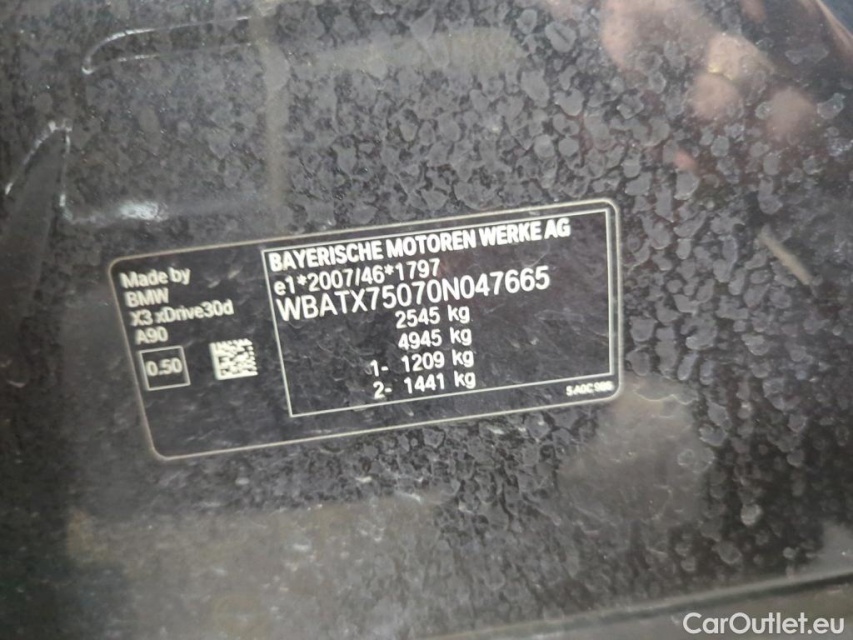 Made by
BMW
X3 xDrive30d
A90
0.50
BAYERISCHE MOTOREN WERKE AG
e1*2007/46*1797
WBATX75070N047665
2545 kg
4945 kg
1- 1209 kg
2- 1441 kg
CarOutlet.eu